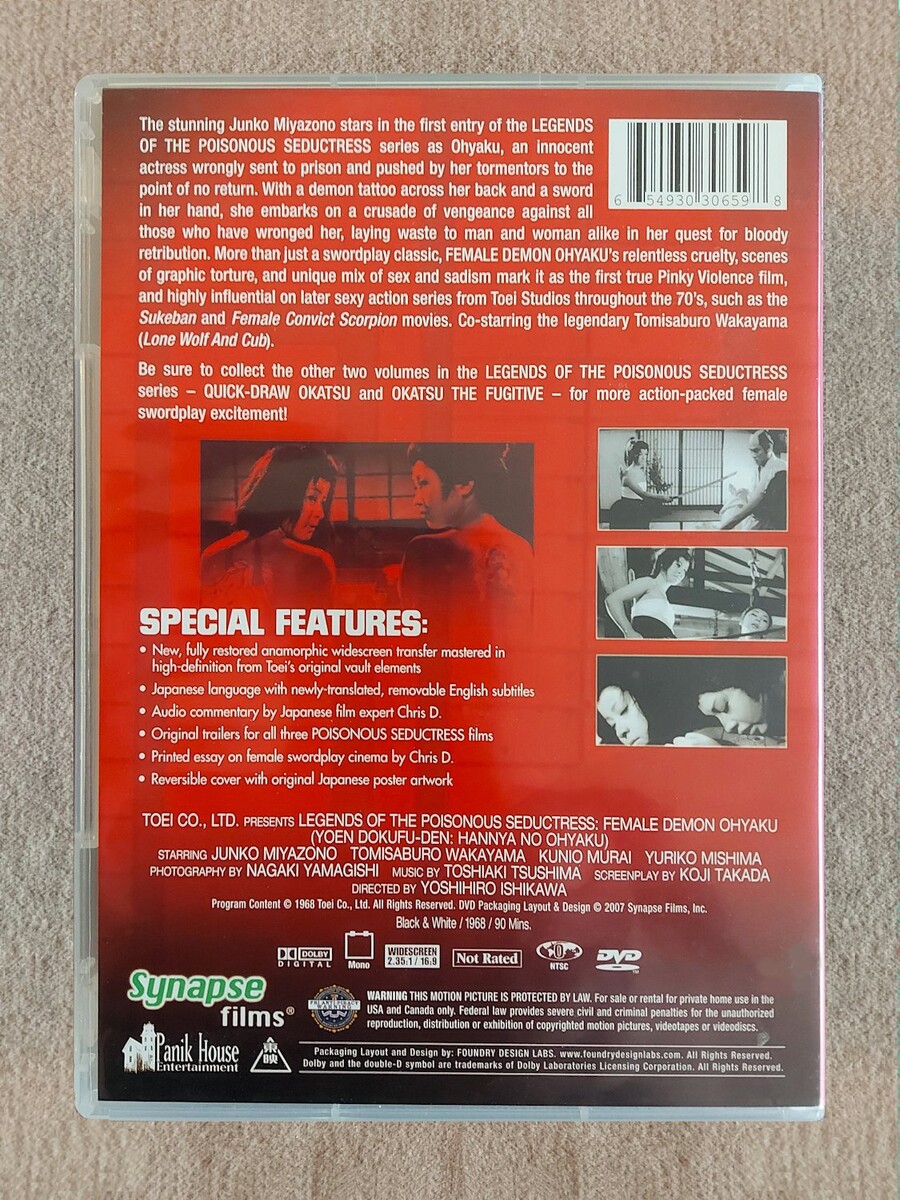 The stunning Junko Miyazono stars in the first entry of the LEGENDS
OF THE POISONOUS SEDUCTRESS series as Ohyaku, an innocent
actress wrongly sent to prison and pushed by her tormentors to the
point of no return. With a demon tattoo across her back and a sword
in her hand, she embarks on a crusade of vengeance against all
those who have wronged her, laying waste to man and woman alike in her quest for bloody
retribution. More than just a swordplay classic, FEMALE DEMON OHYAKU's relentless cruelty, scenes
of graphic torture, and unique mix of sex and sadism mark it as the first true Pinky Violence film,
and highly influential on later sexy action series from Toei Studios throughout the 70's, such as the
Sukeban and Female Convict Scorpion movies. Co-starring the legendary Tomisaburo Wakayama
(Lone Wolf And Cub).
6 54930 30659 8
Be sure to collect the other two volumes in the LEGENDS OF THE POISONOUS SEDUCTRESS
series – QUICK-DRAW OKATSU and OKATSU THE FUGITIVE – for more action-packed female
swordplay excitement!
SPECIAL FEATURES:
• New, fully restored anamorphic widescreen transfer mastered in
high-definition from Toei's original vault elements
• Japanese language with newly-translated, removable English subtitles
• Audio commentary by Japanese film expert Chris D.
• Original trailers for all three POISONOUS SEDUCTRESS films
• Printed essay on female swordplay cinema by Chris D.
• Reversible cover with original Japanese poster artwork
TOEI CO., LTD. PRESENTS LEGENDS OF THE POISONOUS SEDUCTRESS: FEMALE DEMON OHYAKU
(YOEN DOKUFU-DEN: HANNYA NO OHYAKU)
STARRING JUNKO MIYAZONO TOMISABURO WAKAYAMA KUNIO MURAI YURIKO MISHIMA
PHOTOGRAPHY BY NAGAKI YAMAGISHI MUSIC BY TOSHIAKI TSUSHIMA SCREENPLAY BY KOJI TAKADA
DIRECTED BY YOSHIHIRO ISHIKAWA
Program Content © 1968 Toei Co., Ltd. All Rights Reserved. DVD Packaging Layout & Design © 2007 Synapse Films, Inc.
Black & White / 1968 / 90 Mins.
DOLBY
DIGITAL
Mono
WIDESCREEN
2.35:1 / 16:9
Not Rated
NTSC
DVD
TM
Synapse
films®
WARNING THIS MOTION PICTURE IS PROTECTED BY LAW. For sale or rental for private home use in the
USA and Canada only. Federal law provides severe civil and criminal penalties for the unauthorized
reproduction, distribution or exhibition of copyrighted motion pictures, videotapes or videodiscs.
Panik House
Entertainment
東映
Packaging Layout and Design by: FOUNDRY DESIGN LABS. www.foundrydesignlabs.com. All Rights Reserved.
Dolby and the double-D symbol are trademarks of Dolby Laboratories Licensing Corporation. All Rights Reserved.